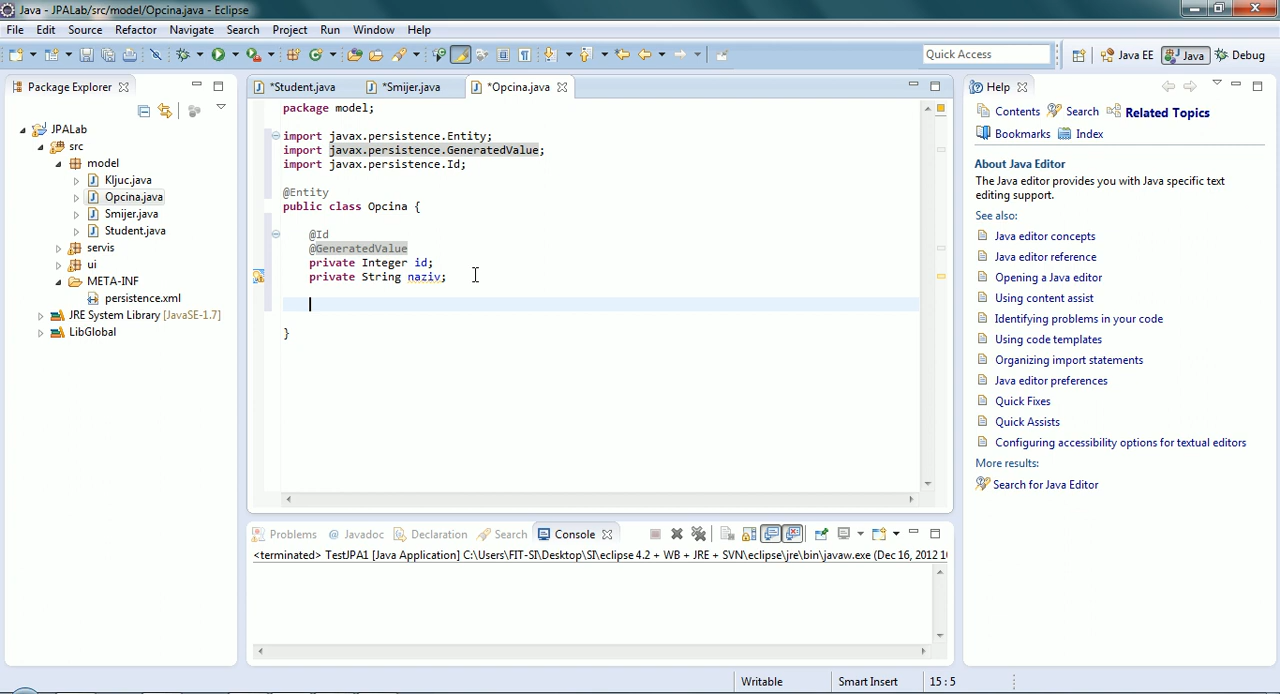 Java - JPALab/src/model/Opcina.java - Eclipse
File Edit Source Refactor Navigate Search Project Run Window Help
Quick Access Java EE Java Debug
Package Explorer
*Student.java *Smijer.java *Opcina.java
Help
JPALab
src
model
Kljuc.java
Opcina.java
Smijer.java
Student.java
servis
ui
META-INF
persistence.xml
JRE System Library [JavaSE-1.7]
LibGlobal
package model;
import javax.persistence.Entity;
import javax.persistence.GeneratedValue;
import javax.persistence.Id;
@Entity
public class Opcina {
@Id
@GeneratedValue
private Integer id;
private String naziv;
}
Contents Search Related Topics
Bookmarks Index
About Java Editor
The Java editor provides you with Java specific text
editing support.
See also:
Java editor concepts
Java editor reference
Opening a Java editor
Using content assist
Identifying problems in your code
Using code templates
Organizing import statements
Java editor preferences
Quick Fixes
Quick Assists
Configuring accessibility options for textual editors
More results:
Search for Java Editor
Problems @ Javadoc Declaration Search Console
<terminated> TestJPA1 [Java Application] C:\Users\FIT-SI\Desktop\SI\eclipse 4.2 + WB + JRE + SVN\eclipse\jre\bin\javaw.exe (Dec 16, 2012
Writable Smart Insert 15 : 5